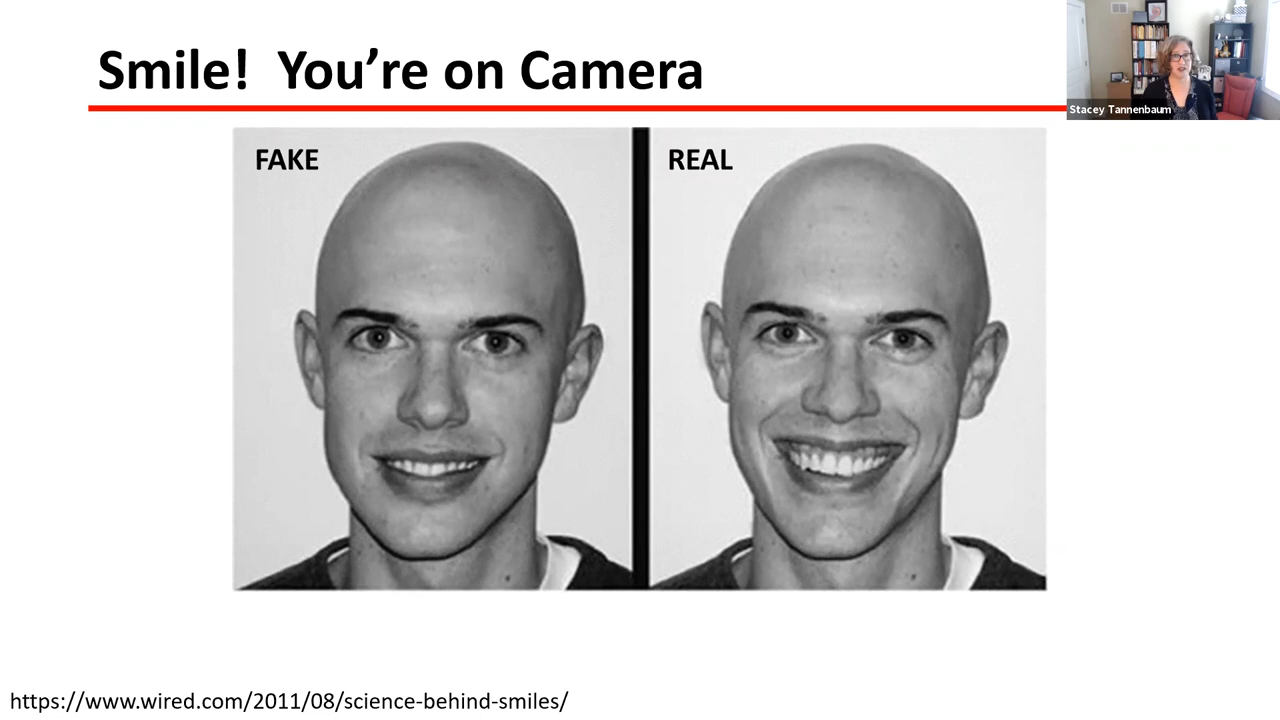 Smile!  You’re on Camera
Stacey Tannenbaum
FAKE
REAL
https://www.wired.com/2011/08/science-behind-smiles/